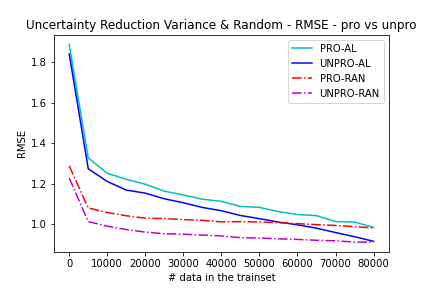 Uncertainty Reduction Variance & Random - RMSE - pro vs unpro
PRO-AL
UNPRO-AL
PRO-RAN
UNPRO-RAN
RMSE
1.8
1.6
1.4
1.2
1.0
0 10000 20000 30000 40000 50000 60000 70000 80000
# data in the trainset